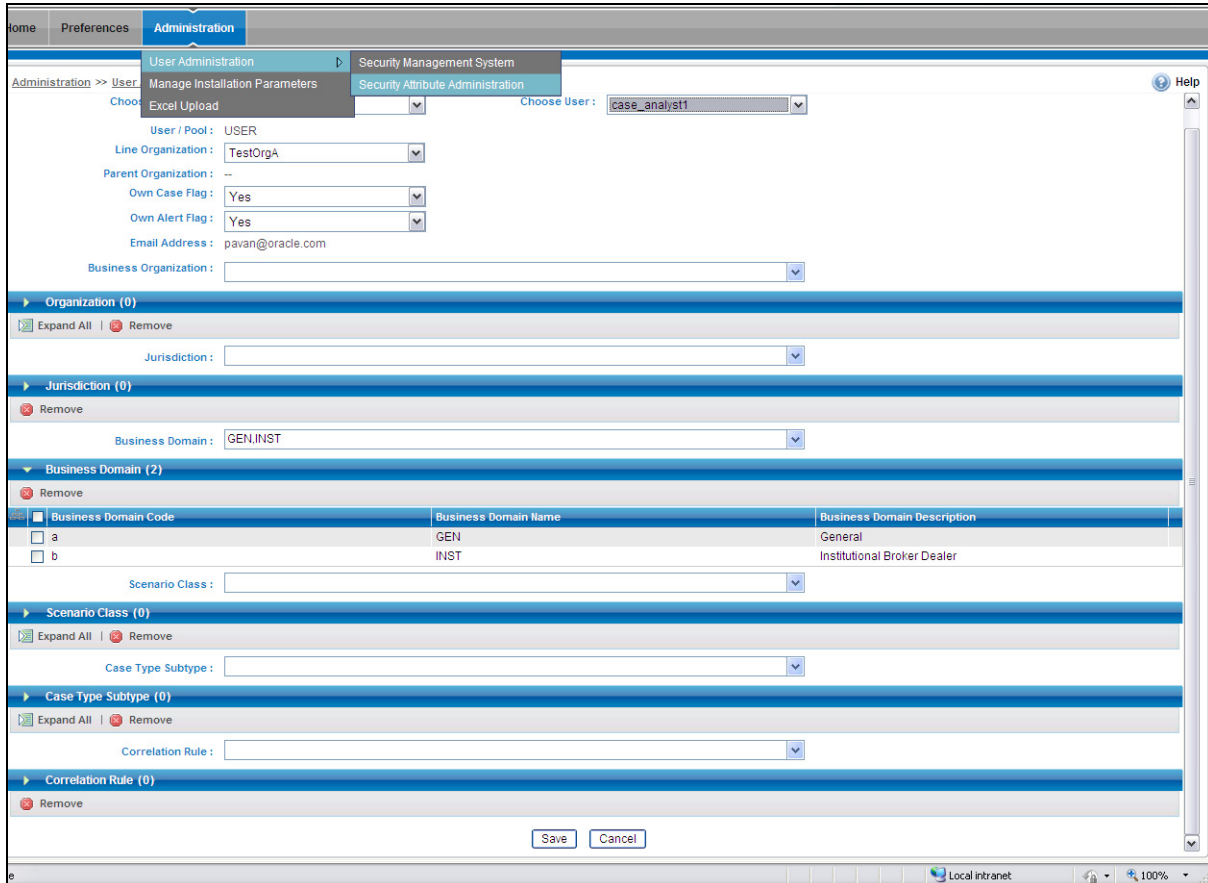 Home Preferences Administration
User Administration Security Management System
Administration >> User Manage Installation Parameters Security Attribute Administration Help
Choos Excel Upload Choose User : case_analyst1
User / Pool : USER
Line Organization : TestOrgA
Parent Organization : --
Own Case Flag : Yes
Own Alert Flag : Yes
Email Address : pavan@oracle.com
Business Organization :
Organization (0)
Expand All | Remove
Jurisdiction :
Jurisdiction (0)
Remove
Business Domain : GEN,INST
Business Domain (2)
Remove
Business Domain Code Business Domain Name Business Domain Description
a GEN General
b INST Institutional Broker Dealer
Scenario Class :
Scenario Class (0)
Expand All | Remove
Case Type Subtype :
Case Type Subtype (0)
Expand All | Remove
Correlation Rule :
Correlation Rule (0)
Remove
Save Cancel
e Local intranet 100%